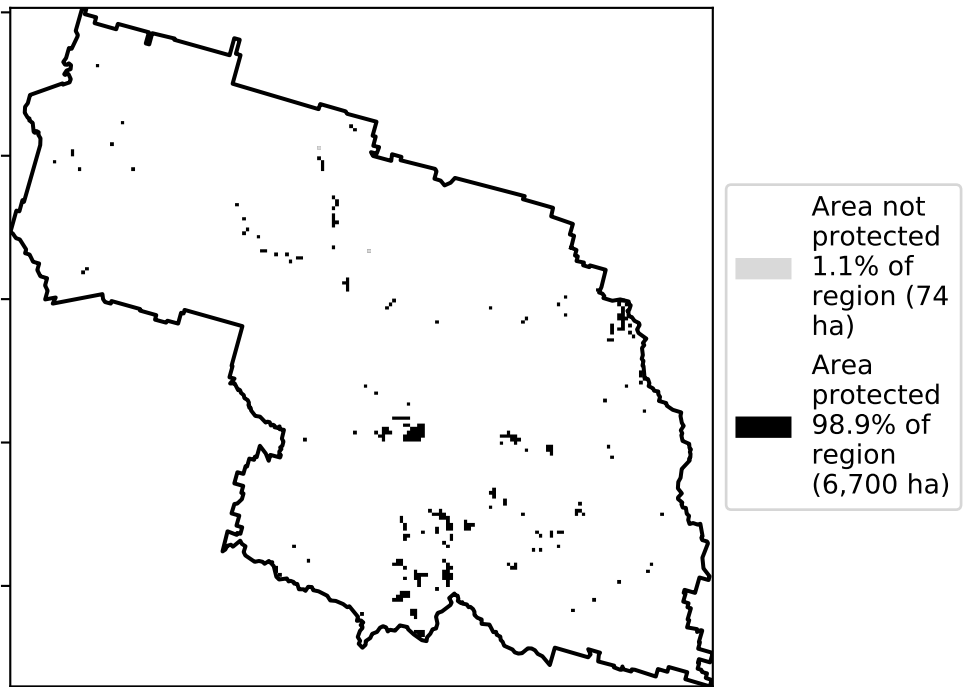 Area not
protected
1.1% of
region (74
ha)
Area
protected
98.9% of
region
(6,700 ha)